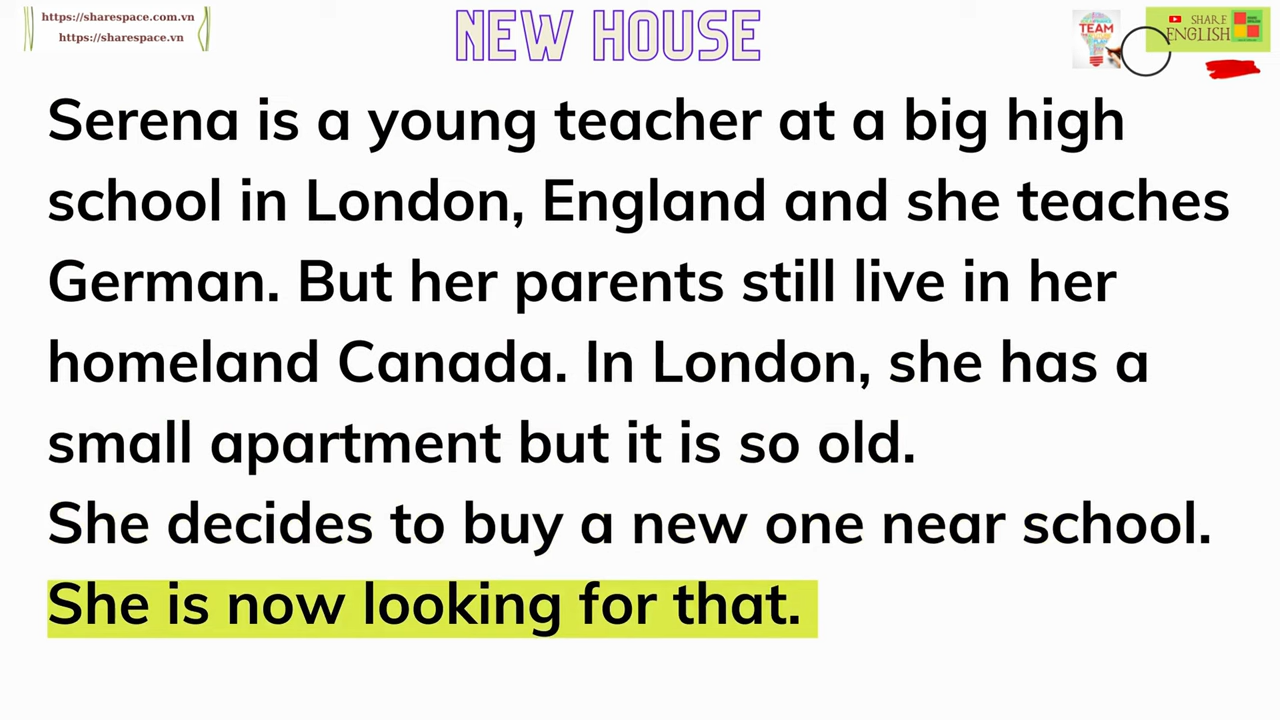 https://sharespace.com.vn
https://sharespace.vn
NEW HOUSE
TEAM
SHARE
ENGLISH
Serena is a young teacher at a big high
school in London, England and she teaches
German. But her parents still live in her
homeland Canada. In London, she has a
small apartment but it is so old.
She decides to buy a new one near school.
She is now looking for that.